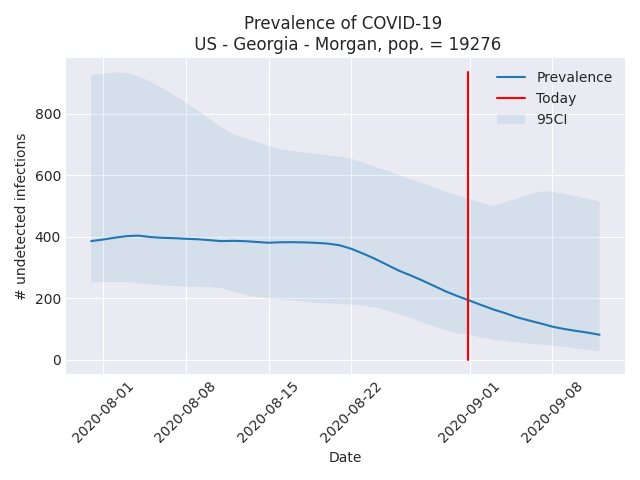 Prevalence of COVID-19
US - Georgia - Morgan, pop. = 19276
Prevalence
Today
95CI
# undetected infections
800
600
400
200
0
2020-08-01
2020-08-08
2020-08-15
2020-08-22
2020-09-01
2020-09-08
Date